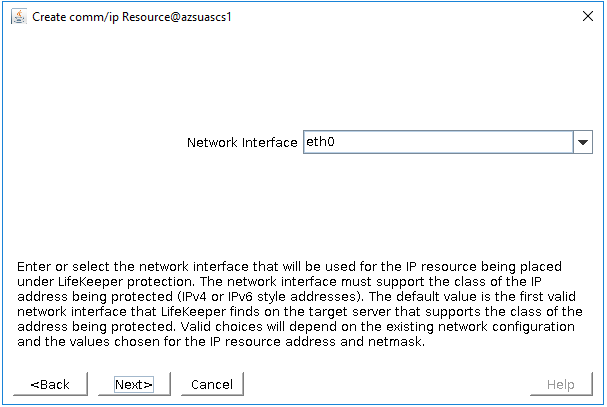 Create comm/ip Resource@azsuascs1
Network Interface eth0
Enter or select the network interface that will be used for the IP resource being placed
under LifeKeeper protection. The network interface must support the class of the IP
address being protected (IPv4 or IPv6 style addresses). The default value is the first valid
network interface that LifeKeeper finds on the target server that supports the class of the
address being protected. Valid choices will depend on the existing network configuration
and the values chosen for the IP resource address and netmask.
<Back Next> Cancel Help